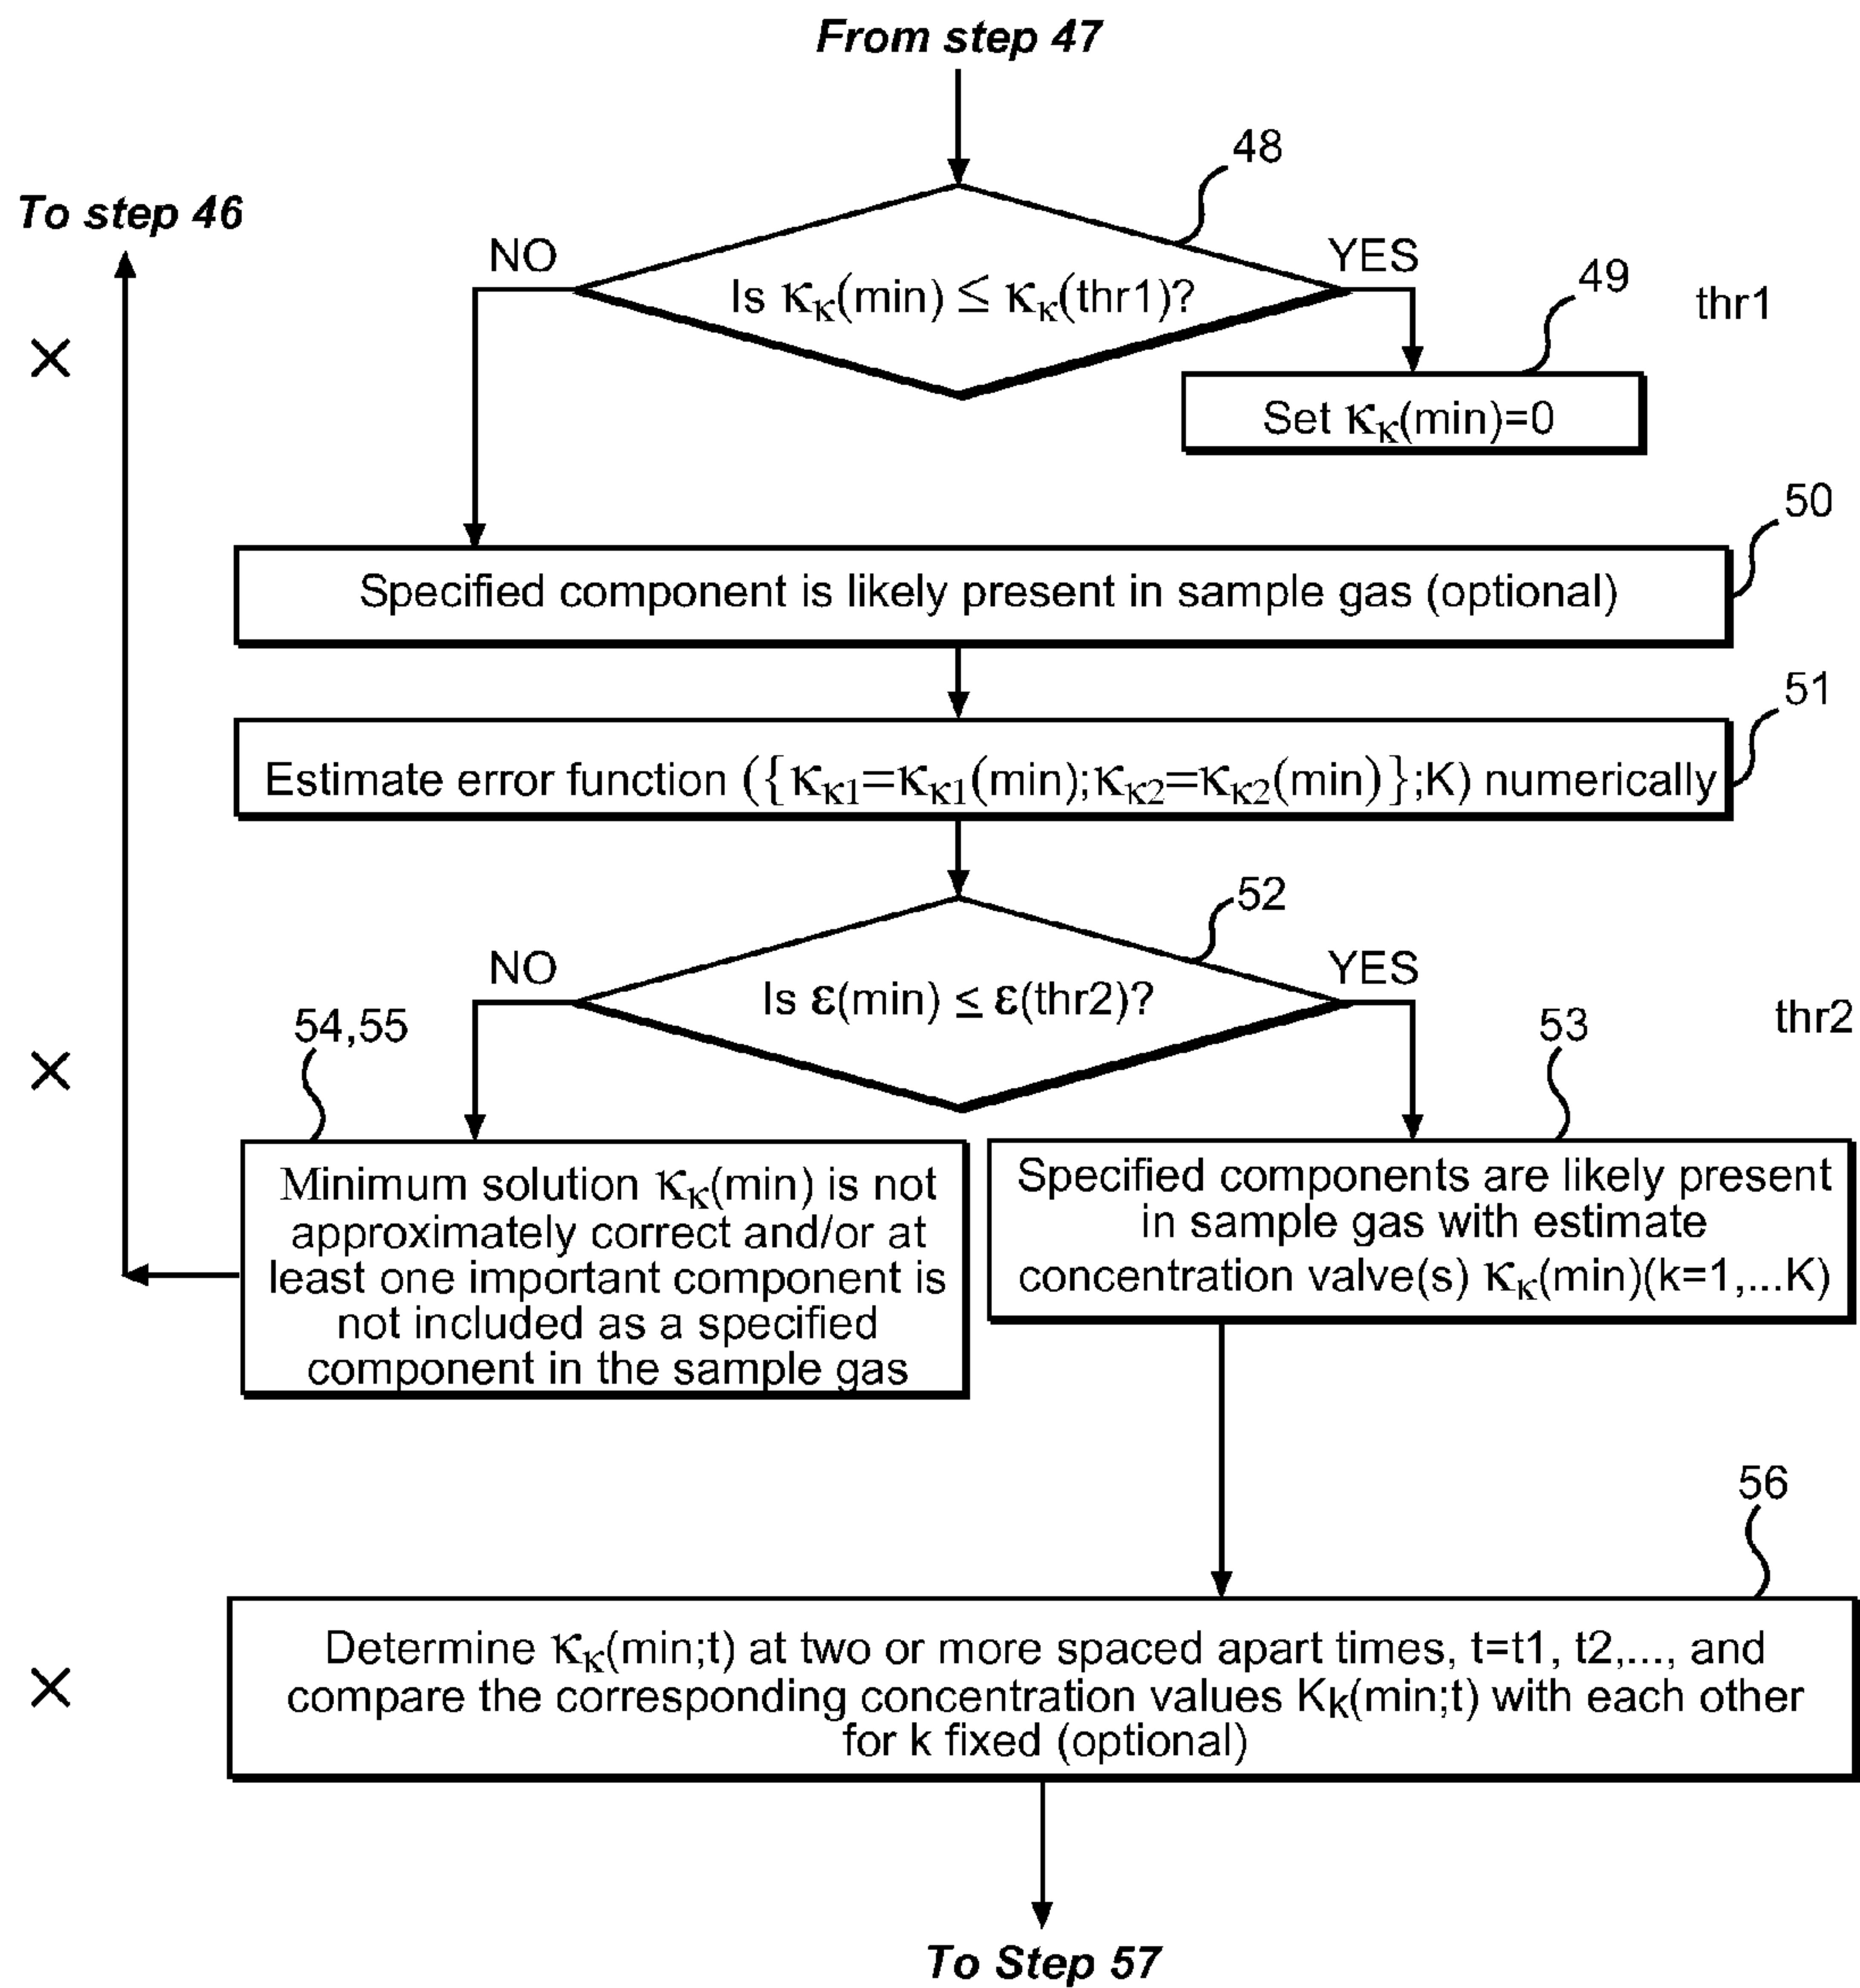 From step 47
48
To step 46
NO
YES
Is κκ(min) ≤ κκ(thr1)?
49
thr1
×
Set κκ(min)=0
50
Specified component is likely present in sample gas (optional)
51
Estimate error function ({κκ1=κκ1(min);κκ2=κκ2(min)};K) numerically
52
NO
YES
Is ε(min) ≤ ε(thr2)?
54,55
53
thr2
×
Minimum solution κκ(min) is not
approximately correct and/or at
least one important component is
not included as a specified
component in the sample gas
Specified components are likely present
in sample gas with estimate
concentration valve(s) κκ(min)(k=1,...K)
56
×
Determine κκ(min;t) at two or more spaced apart times, t=t1, t2,..., and
compare the corresponding concentration values Kk(min;t) with each other
for k fixed (optional)
To Step 57